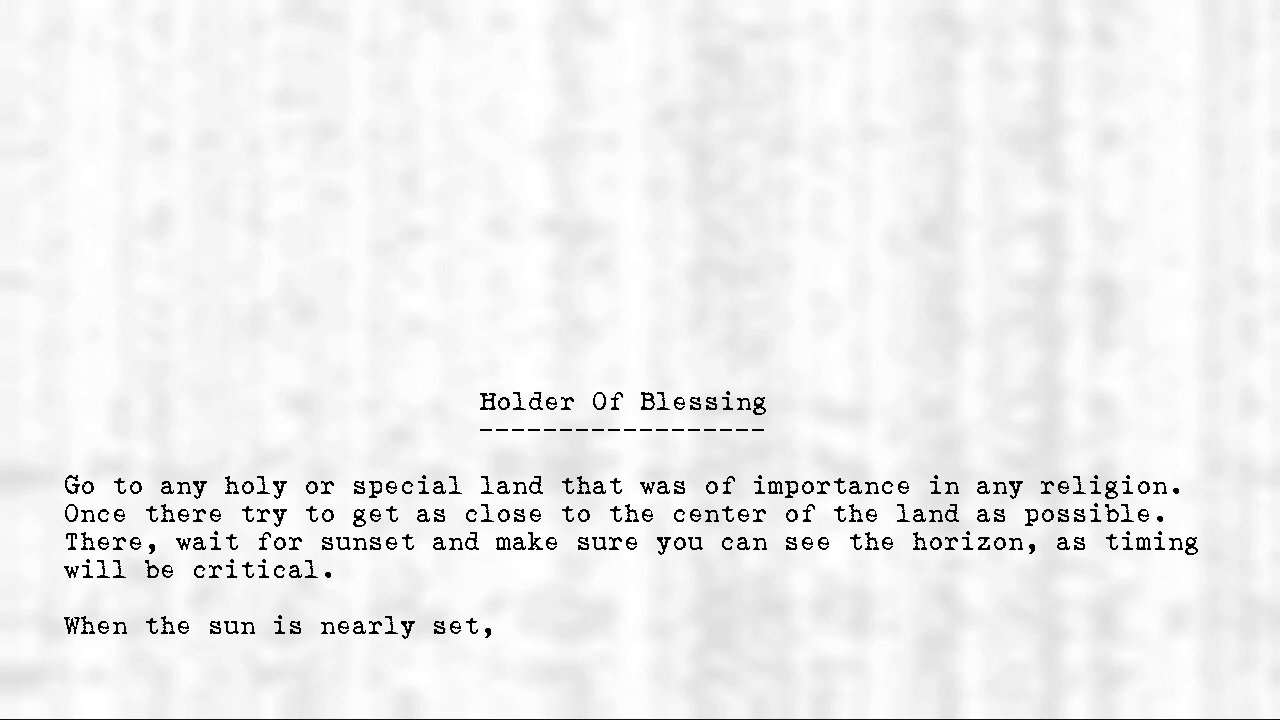 Holder Of Blessing
------------------
Go to any holy or special land that was of importance in any religion.
Once there try to get as close to the center of the land as possible.
There, wait for sunset and make sure you can see the horizon, as timing
will be critical.
When the sun is nearly set,